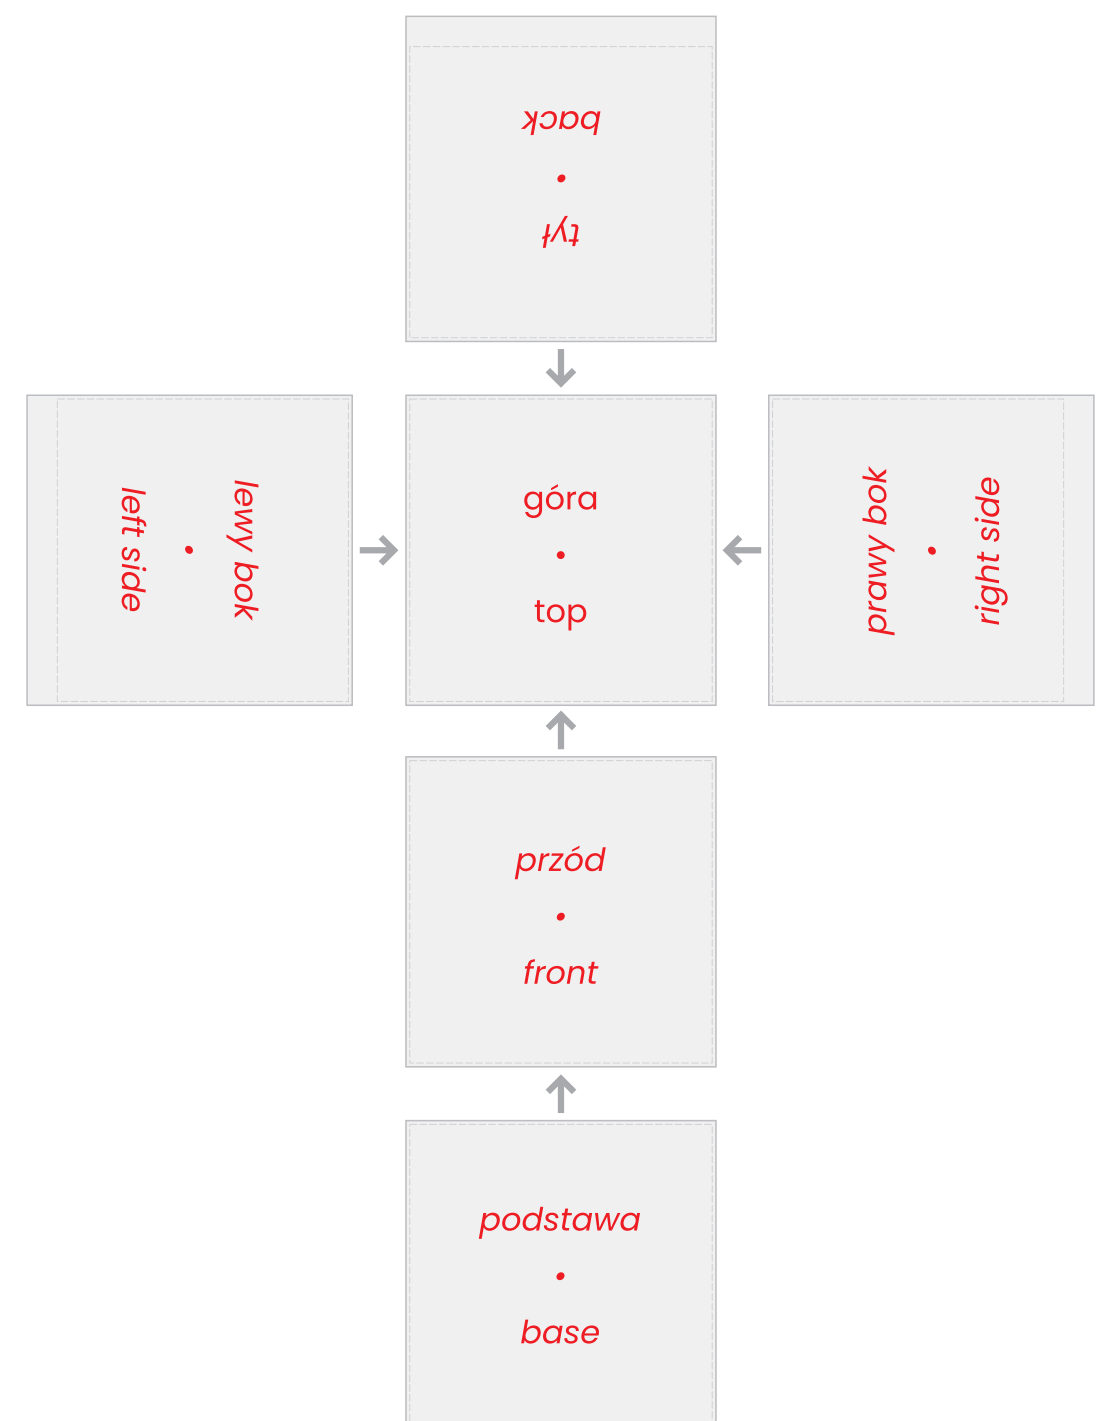 tył
•
back
lewy bok
•
left side
góra
•
top
prawy bok
•
right side
przód
•
front
podstawa
•
base